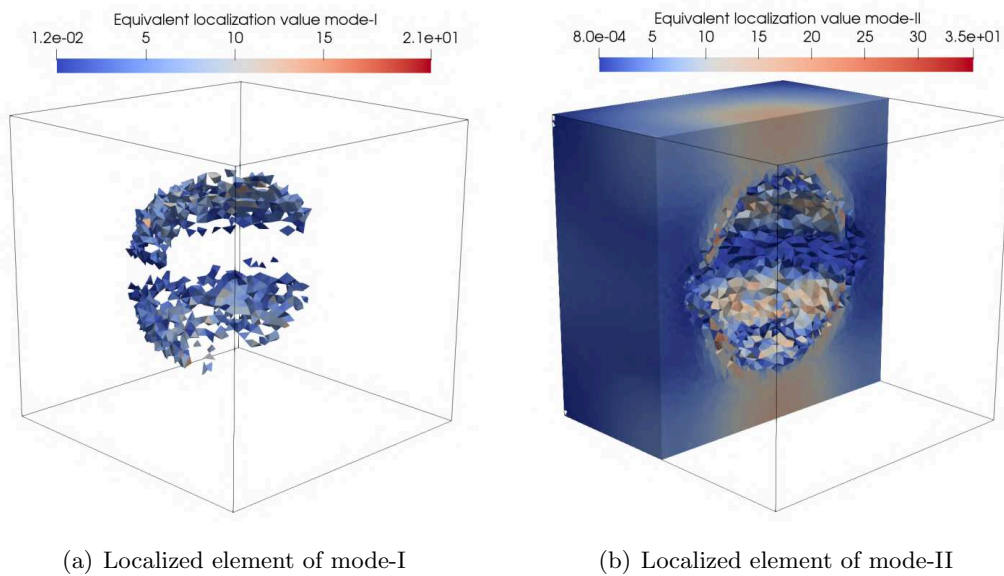 Equivalent localization value mode-I
1.2e-02 5 10 15 2.1e+01
Equivalent localization value mode-II
8.0e-04 5 10 15 20 25 30 3.5e+01
(a) Localized element of mode-I
(b) Localized element of mode-II